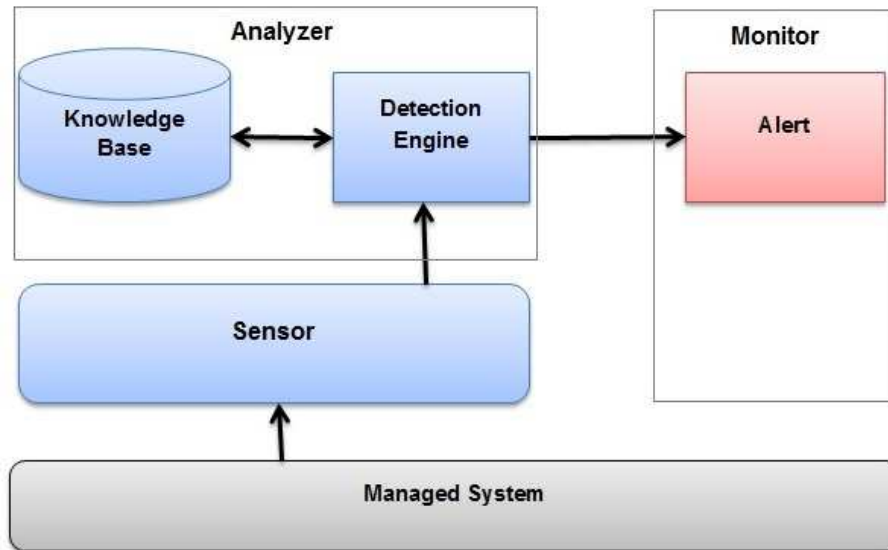 Analyzer
Monitor
Knowledge
Base
Detection
Engine
Alert
Sensor
Managed System